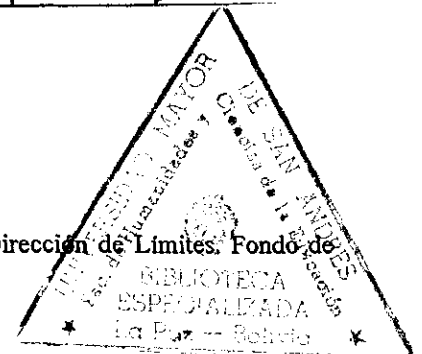 UNIVERSIDAD MAYOR
DE SAN ANDRES
Fac. de Humanidades y
Ciencias de la Educación
Dirección de Límites. Fondo de
BIBLIOTECA
ESPECIALIZADA
La Paz -- Bolivia